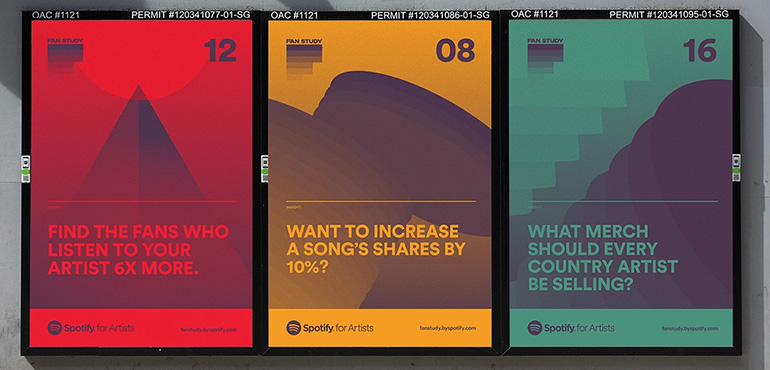 OAC #1121
PERMIT #120341077-01-SG
FAN STUDY
12
FIND THE FANS WHO
LISTEN TO YOUR
ARTIST 6X MORE.
Spotify for Artists
fanstudy.byspotify.com
OAC #1121
PERMIT #120341086-01-SG
FAN STUDY
08
INSIGHT:
WANT TO INCREASE
A SONG'S SHARES BY
10%?
Spotify for Artists
fanstudy.byspotify.com
OAC #1121
PERMIT #120341095-01-SG
FAN STUDY
16
WHAT MERCH
SHOULD EVERY
COUNTRY ARTIST
BE SELLING?
Spotify for Artists
fanstudy.byspotify.com